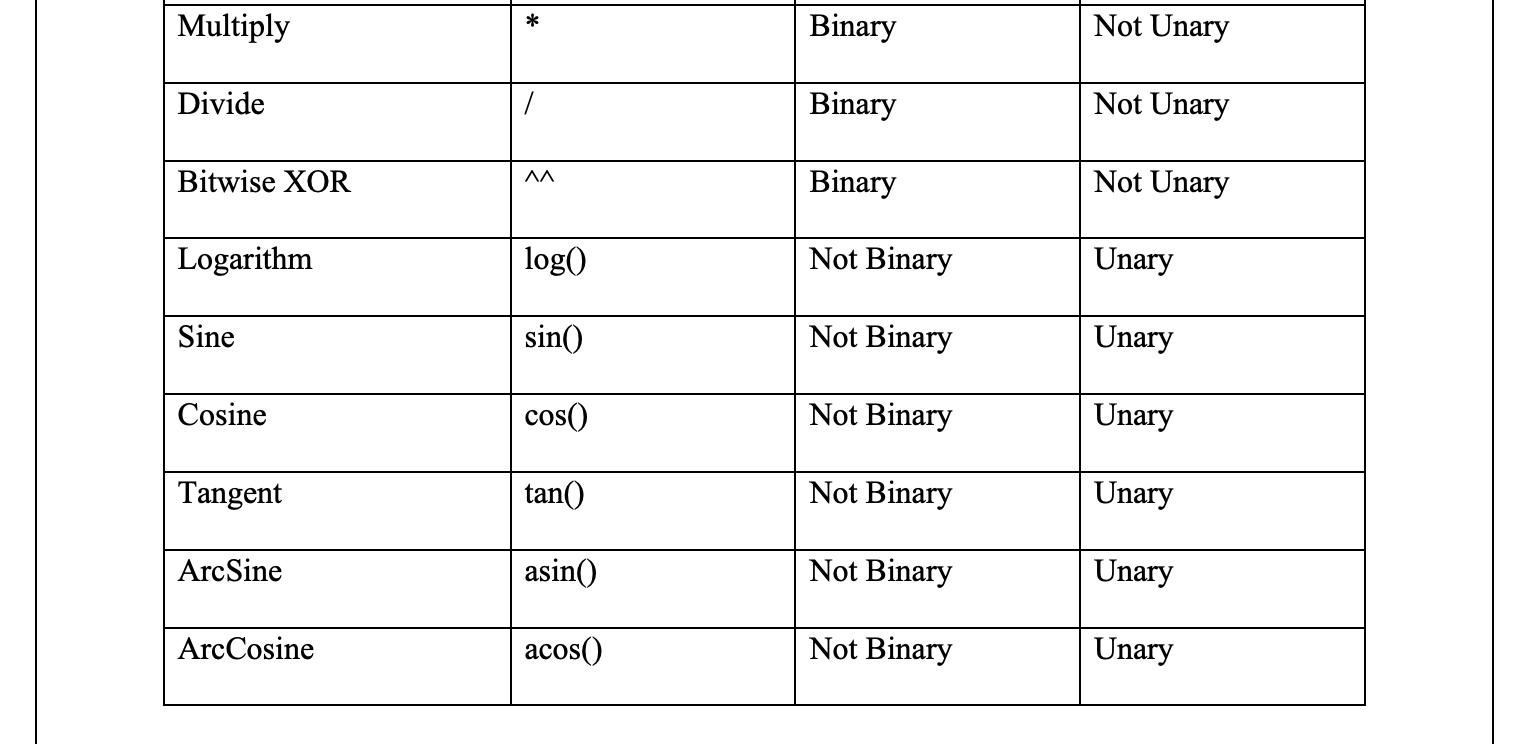 Multiply * Binary Not Unary
Divide / Binary Not Unary
Bitwise XOR ^^ Binary Not Unary
Logarithm log() Not Binary Unary
Sine sin() Not Binary Unary
Cosine cos() Not Binary Unary
Tangent tan() Not Binary Unary
ArcSine asin() Not Binary Unary
ArcCosine acos() Not Binary Unary